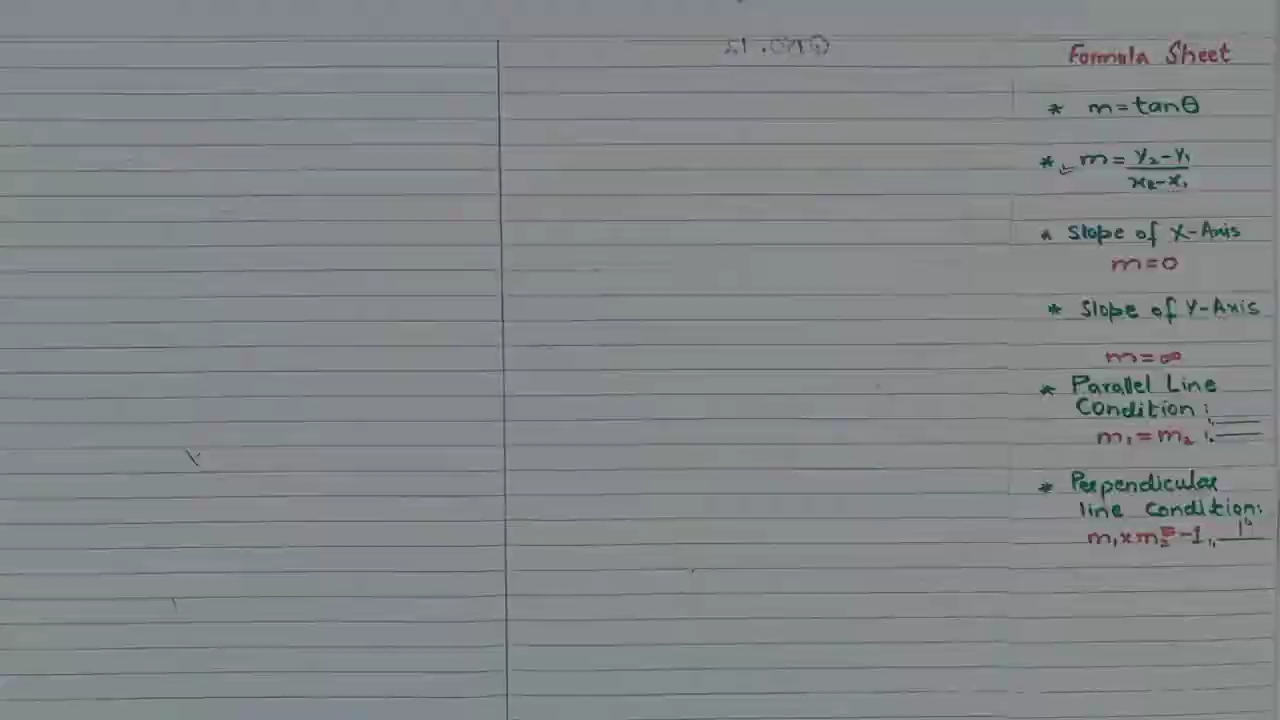 Formula Sheet
* m = tanθ
* m = y₂-y₁ / x₂-x₁
* Slope of X-Axis
m=0
* Slope of Y-Axis
m=∞
* Parallel Line
Condition:
m₁=m₂
* Perpendicular
line Condition:
m₁×m₂=-1